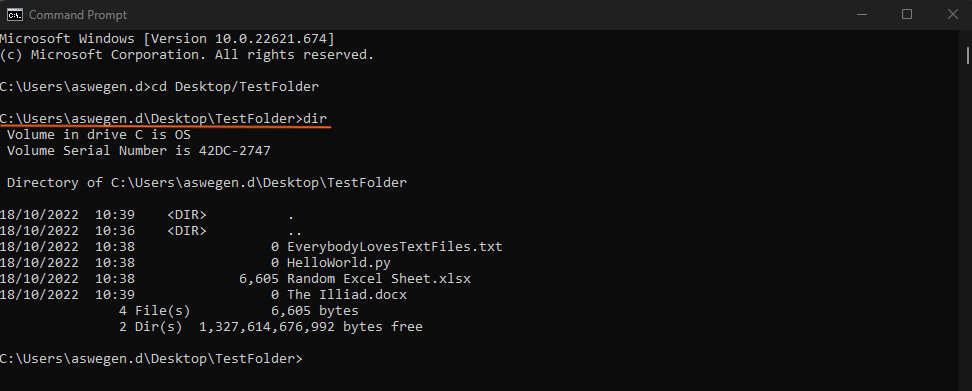 Command Prompt
Microsoft Windows [Version 10.0.22621.674]
(c) Microsoft Corporation. All rights reserved.
C:\Users\aswegen.d>cd Desktop/TestFolder
C:\Users\aswegen.d\Desktop\TestFolder>dir
 Volume in drive C is OS
 Volume Serial Number is 42DC-2747
 Directory of C:\Users\aswegen.d\Desktop\TestFolder
18/10/2022  10:39    <DIR>          .
18/10/2022  10:36    <DIR>          ..
18/10/2022  10:38                 0 EverybodyLovesTextFiles.txt
18/10/2022  10:38                 0 HelloWorld.py
18/10/2022  10:38             6,605 Random Excel Sheet.xlsx
18/10/2022  10:39                 0 The Illiad.docx
               4 File(s)          6,605 bytes
               2 Dir(s)  1,327,614,676,992 bytes free
C:\Users\aswegen.d\Desktop\TestFolder>